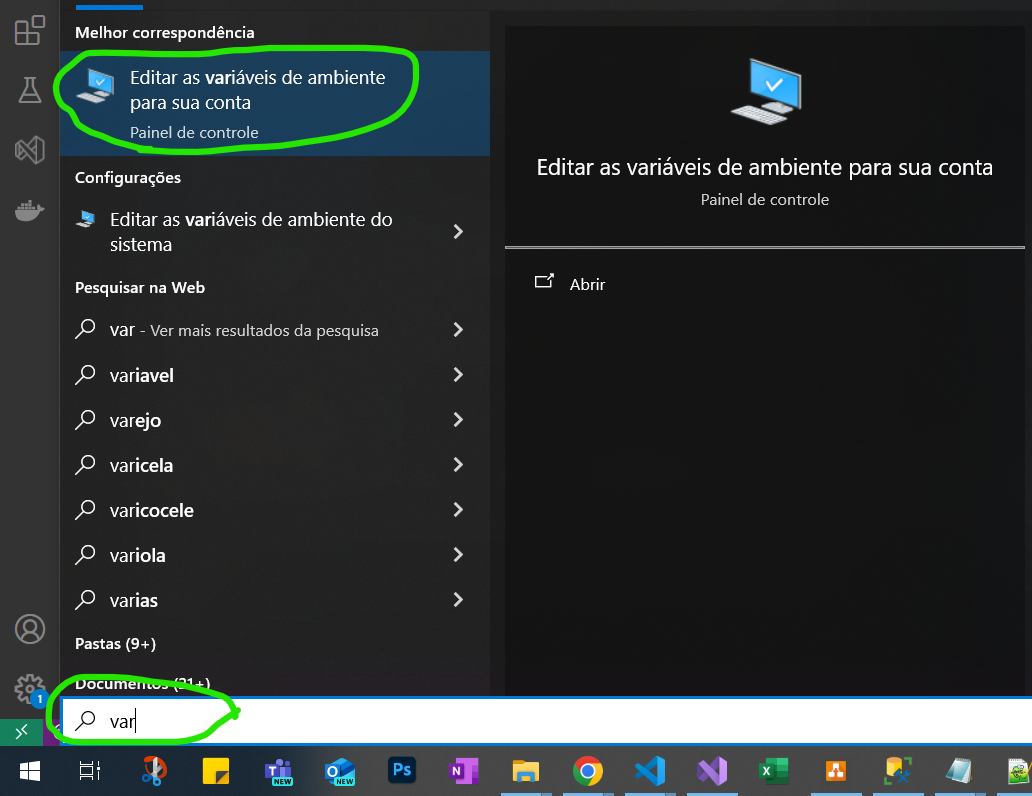 Melhor correspondência
Editar as variáveis de ambiente
para sua conta
Painel de controle
Configurações
Editar as variáveis de ambiente do
sistema
Pesquisar na Web
var - Ver mais resultados da pesquisa
variavel
varejo
varicela
varicocele
variola
varias
Pastas (9+)
Documentos (21+)
var
Editar as variáveis de ambiente para sua conta
Painel de controle
Abrir
1
T
NEW
O
NEW
Ps
N
X